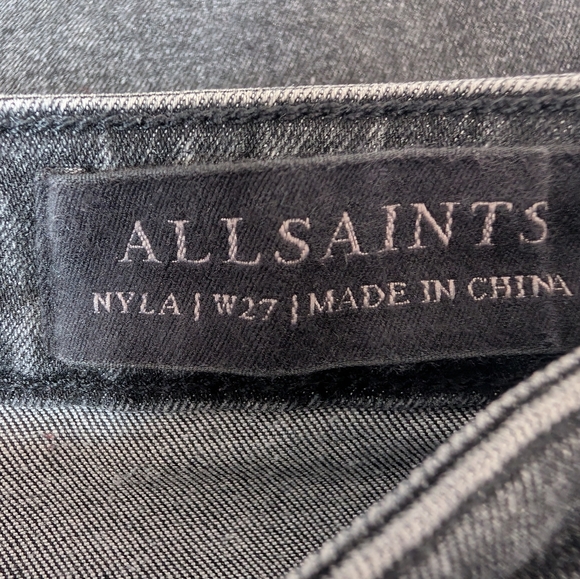 ALLSAINTS
NYLA | W27 | MADE IN CHINA